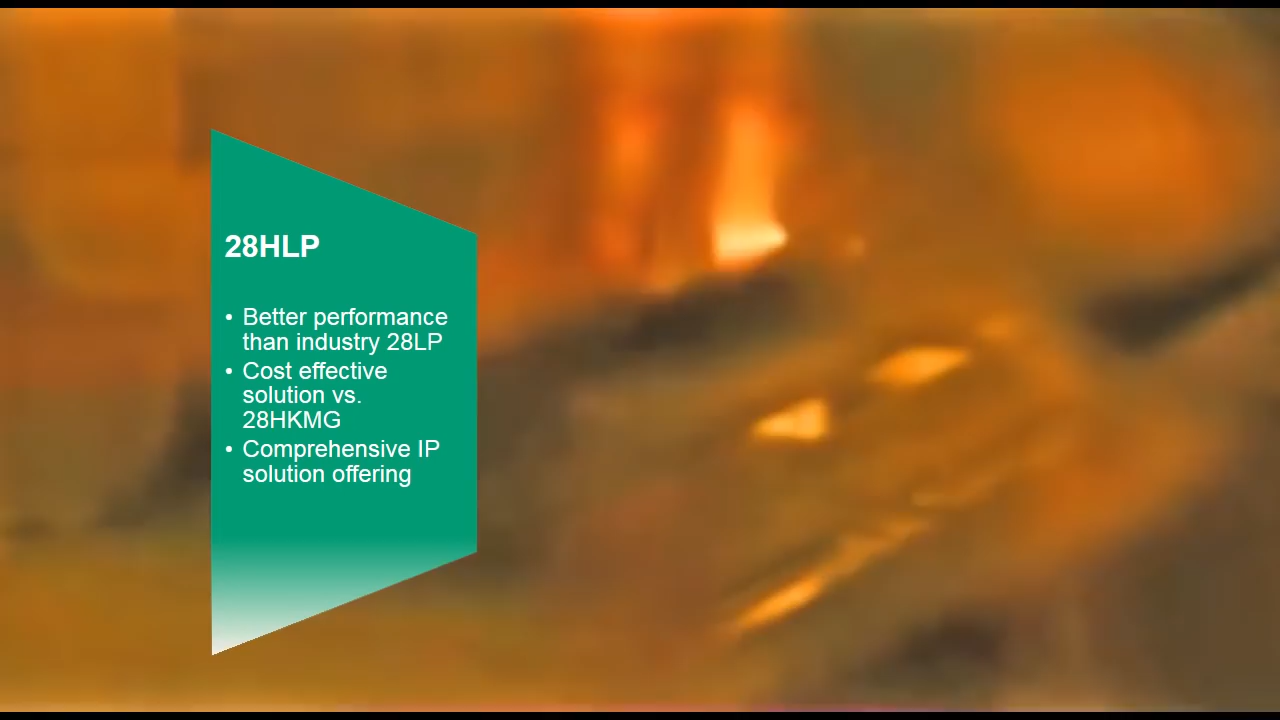 28HLP
• Better performance
than industry 28LP
• Cost effective
solution vs.
28HKMG
• Comprehensive IP
solution offering